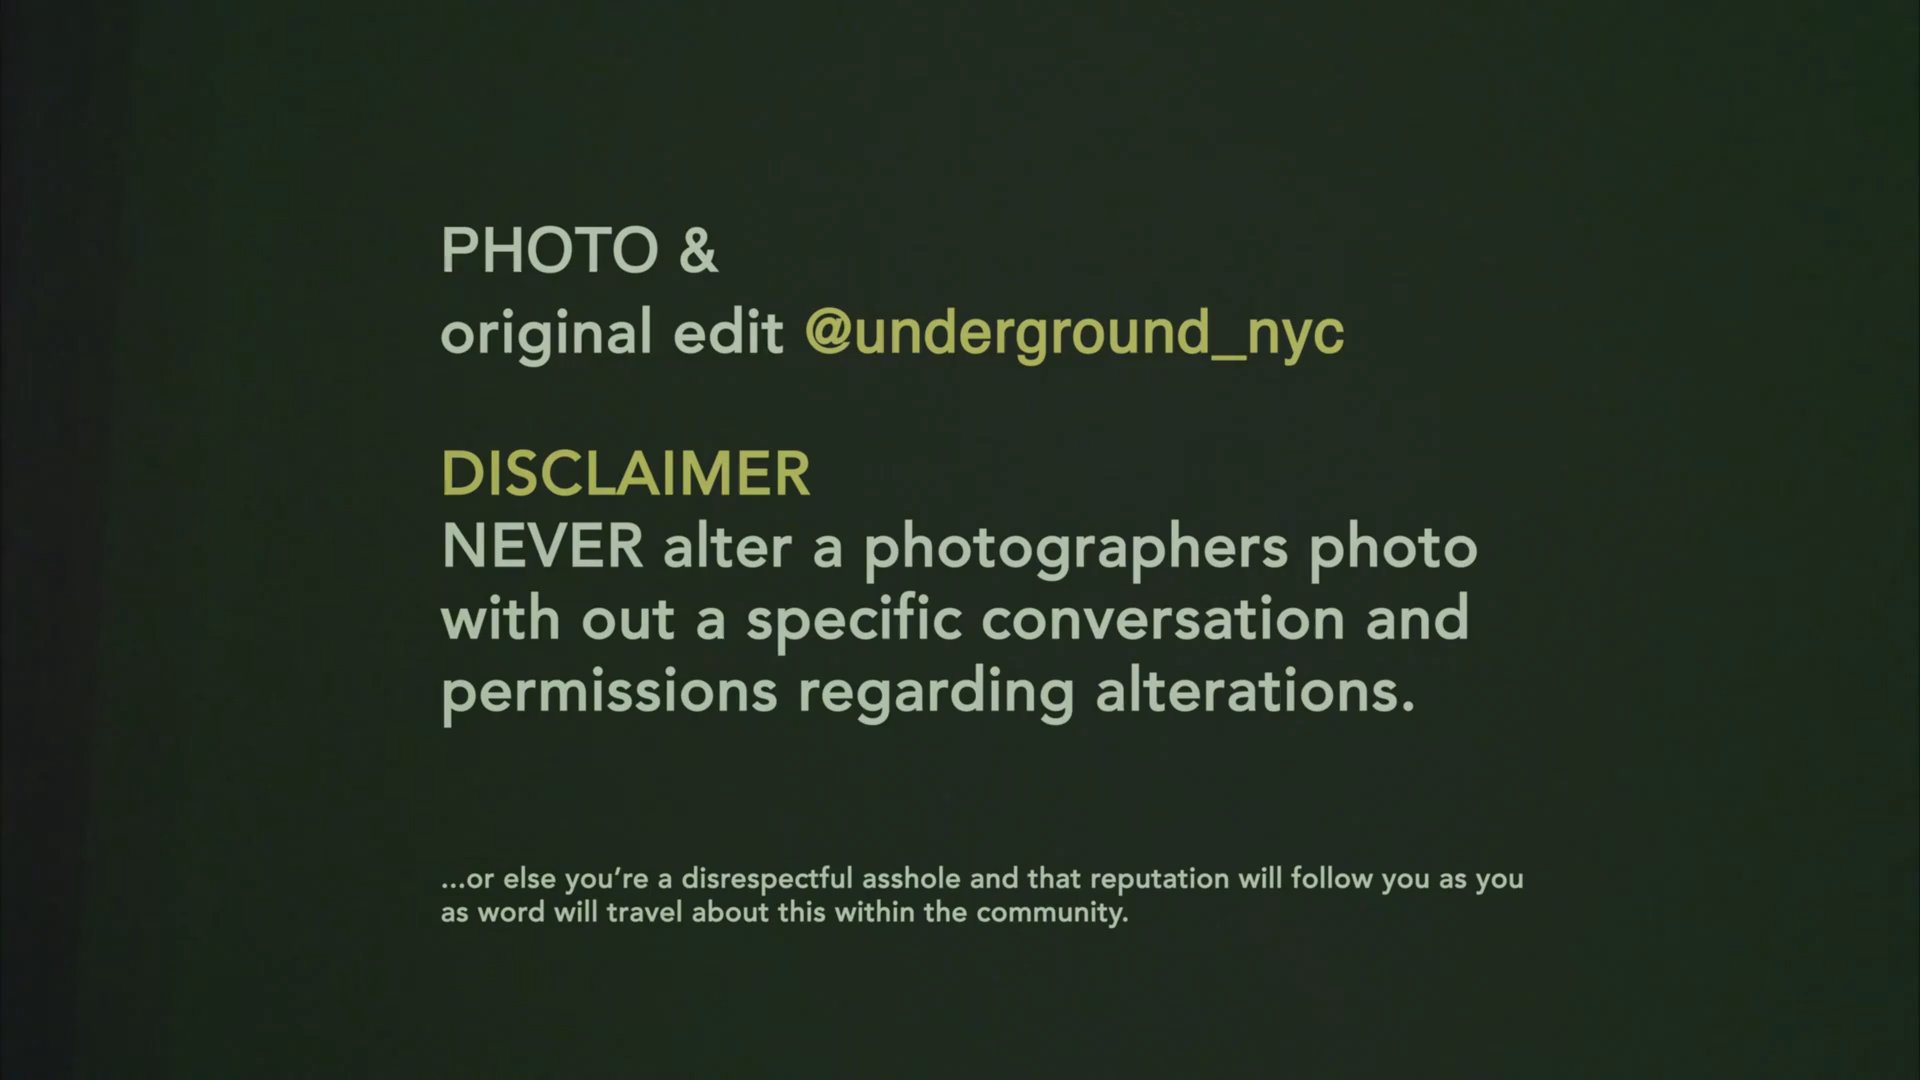 PHOTO &
original edit @underground_nyc
DISCLAIMER
NEVER alter a photographers photo
with out a specific conversation and
permissions regarding alterations.
...or else you’re a disrespectful asshole and that reputation will follow you as you
as word will travel about this within the community.